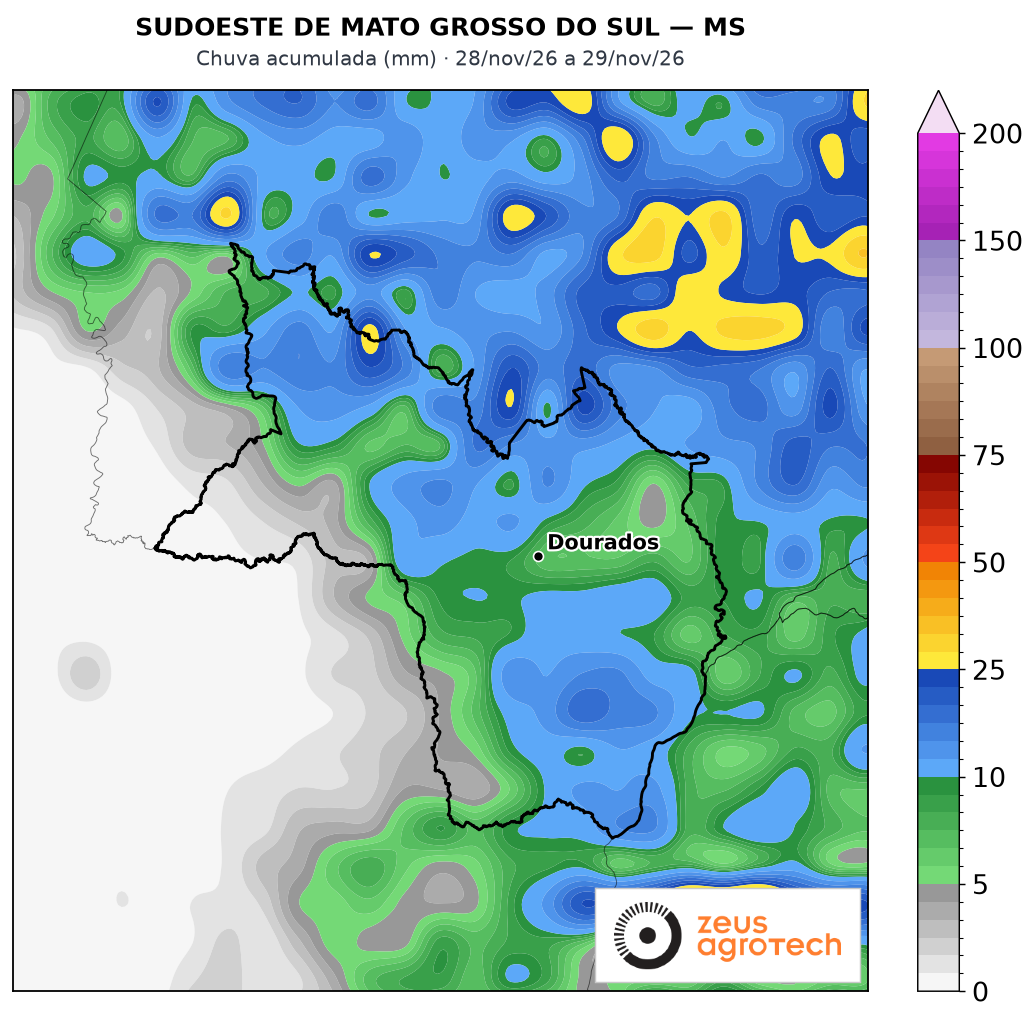 SUDOESTE DE MATO GROSSO DO SUL — MS
Chuva acumulada (mm) · 28/nov/26 a 29/nov/26
200
150
100
75
50
25
10
5
0
Dourados
zeus
agrotech